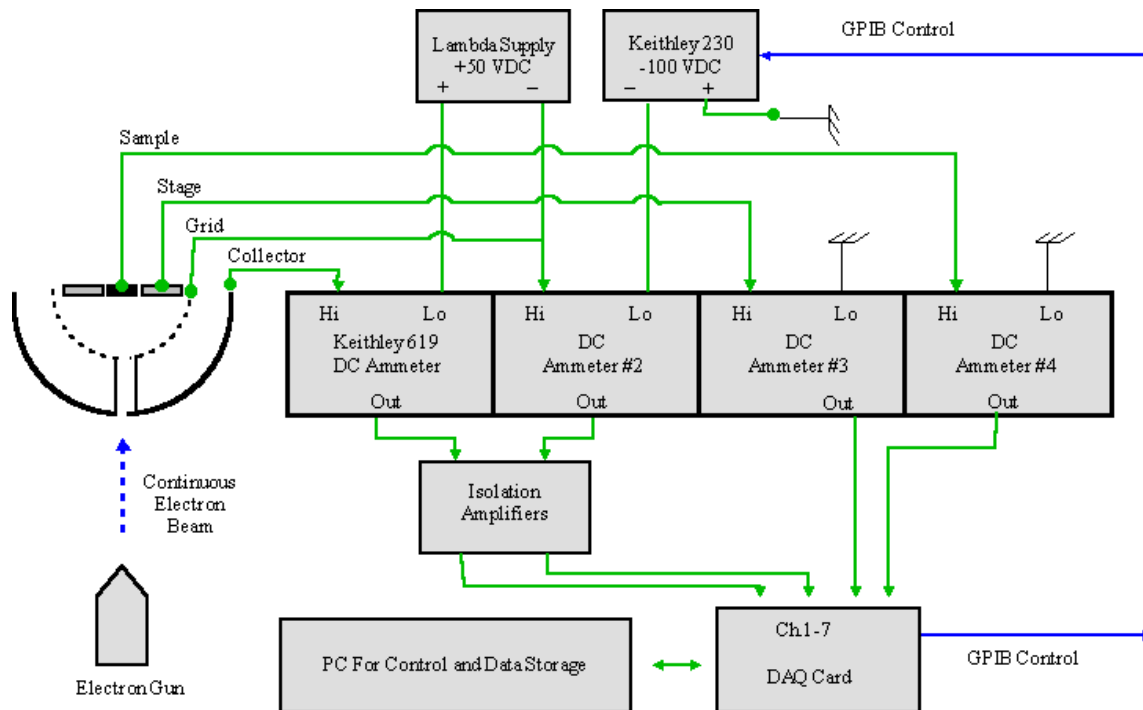 Lambda Supply
+50 VDC
+ −
Keithley 230
-100 VDC
− +
GPIB Control
Sample
Stage
Grid
Collector
Hi Lo
Keithley 619
DC Ammeter
Out
Hi Lo
DC
Ammeter #2
Out
Hi Lo
DC
Ammeter #3
Out
Hi Lo
DC
Ammeter #4
Out
Continuous
Electron
Beam
Isolation
Amplifiers
Electron Gun
PC For Control and Data Storage
Ch.1-7
DAQ Card
GPIB Control